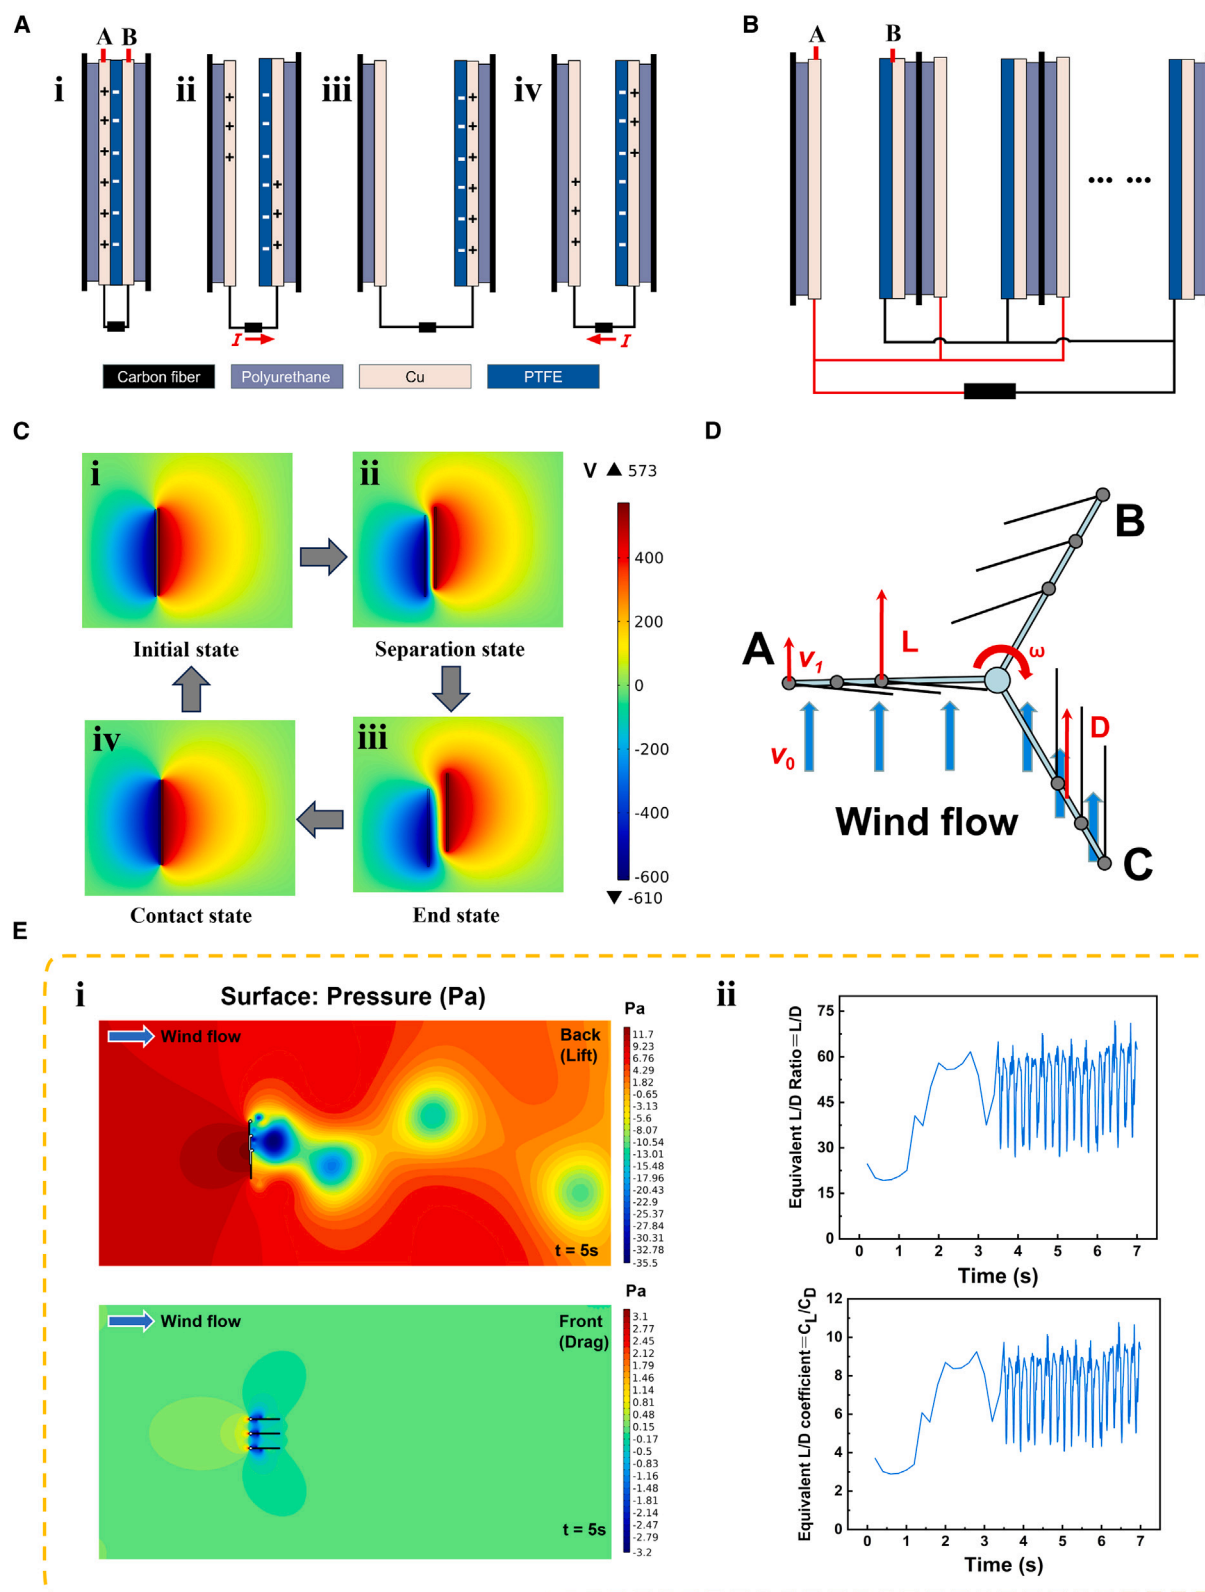 A
B
A B
A
B
i
ii
iii
iv
+ + + + + +
- - - - - -
+ + +
- - - - - -
+ + +
- - - - - -
+ + + + + +
+ + +
- - - - - -
+ + +
... ...
I
I
Carbon fiber
Polyurethane
Cu
PTFE
C
D
i
ii
V ▲ 573
400
200
0
-200
-400
-600
▼ -610
Initial state
Separation state
iv
iii
Contact state
End state
B
A
v1
L
ω
v0
D
Wind flow
C
E
i
Surface: Pressure (Pa)
Pa
Wind flow
Back
(Lift)
t = 5s
11.7
9.23
6.76
4.29
1.82
-0.65
-3.13
-5.6
-8.07
-10.54
-13.01
-15.48
-17.96
-20.43
-22.9
-25.37
-27.84
-30.31
-32.78
-35.5
Pa
Wind flow
Front
(Drag)
t = 5s
3.1
2.77
2.45
2.12
1.79
1.46
1.14
0.81
0.48
0.15
-0.17
-0.5
-0.83
-1.16
-1.48
-1.81
-2.14
-2.47
-2.79
-3.2
ii
Equivalent L/D Ratio=L/D
75
60
45
30
15
0
0 1 2 3 4 5 6 7
Time (s)
Equivalent L/D coefficient=CL/CD
12
10
8
6
4
2
0
0 1 2 3 4 5 6 7
Time (s)